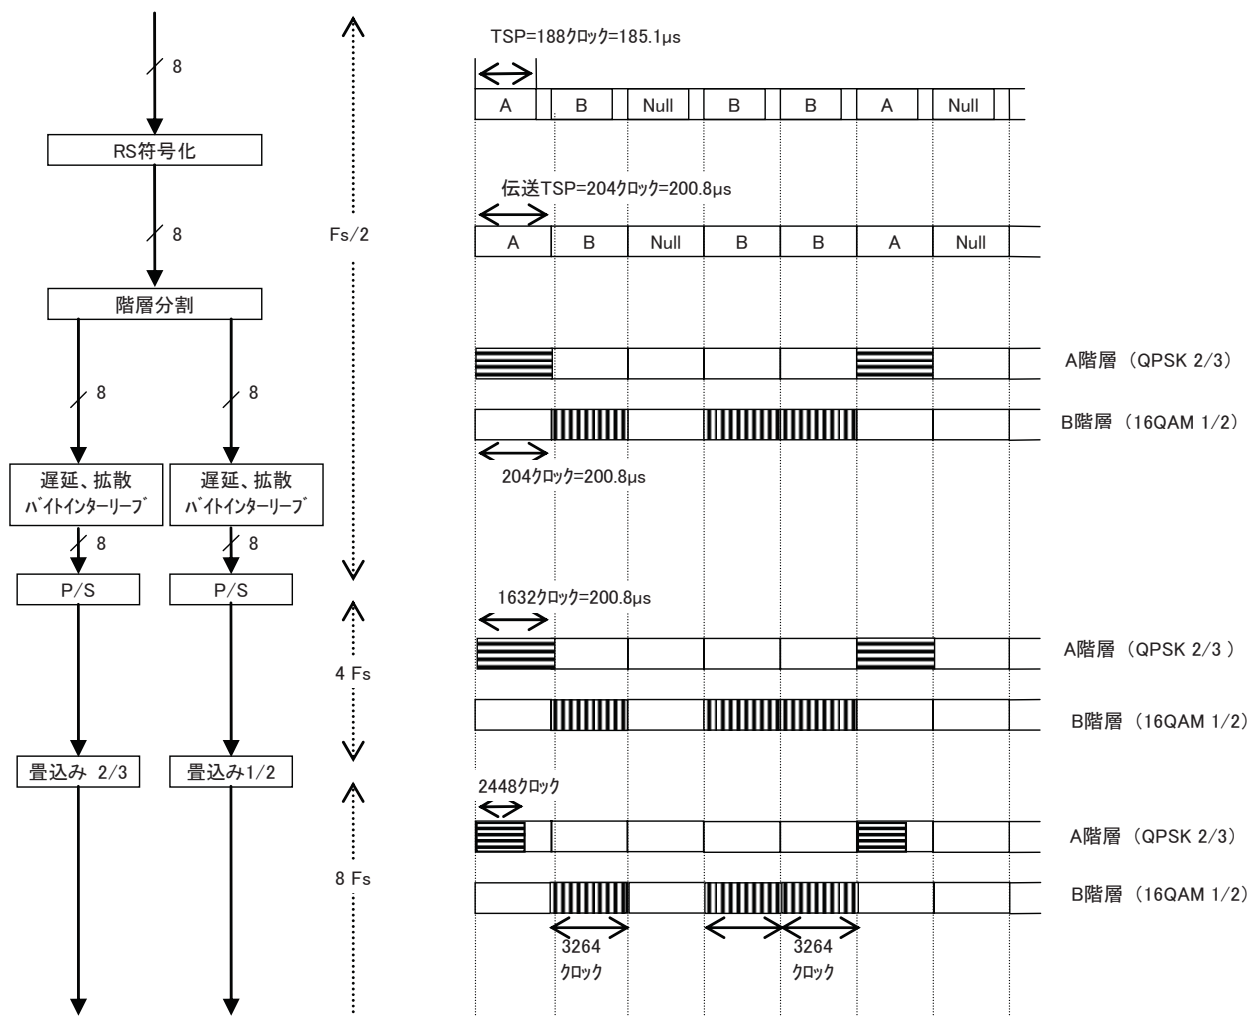 TSP=188ｸﾛｯｸ=185.1μs
8
A B Null B B A Null
RS符号化
伝送TSP=204ｸﾛｯｸ=200.8μs
8
Fs/2
A B Null B B A Null
階層分割
A階層 （QPSK 2/3）
8 8
B階層 （16QAM 1/2）
204ｸﾛｯｸ=200.8μs
遅延、拡散
ﾊﾞｲﾄｲﾝﾀｰﾘｰﾌﾞ
遅延、拡散
ﾊﾞｲﾄｲﾝﾀｰﾘｰﾌﾞ
8 8
P/S P/S
1632ｸﾛｯｸ=200.8μs
A階層 （QPSK 2/3 ）
4 Fs
B階層 （16QAM 1/2）
畳込み 2/3 畳込み1/2
2448ｸﾛｯｸ
A階層 （QPSK 2/3）
8 Fs
B階層 （16QAM 1/2）
3264
ｸﾛｯｸ
3264
ｸﾛｯｸ